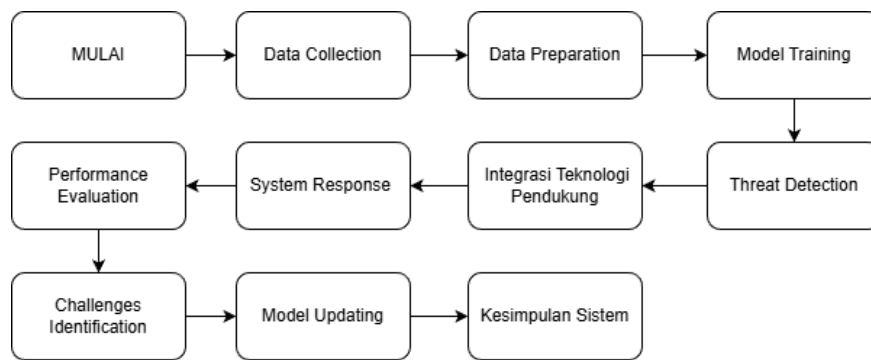 MULAI
Data Collection
Data Preparation
Model Training
Threat Detection
Integrasi Teknologi
Pendukung
System Response
Performance
Evaluation
Challenges
Identification
Model Updating
Kesimpulan Sistem